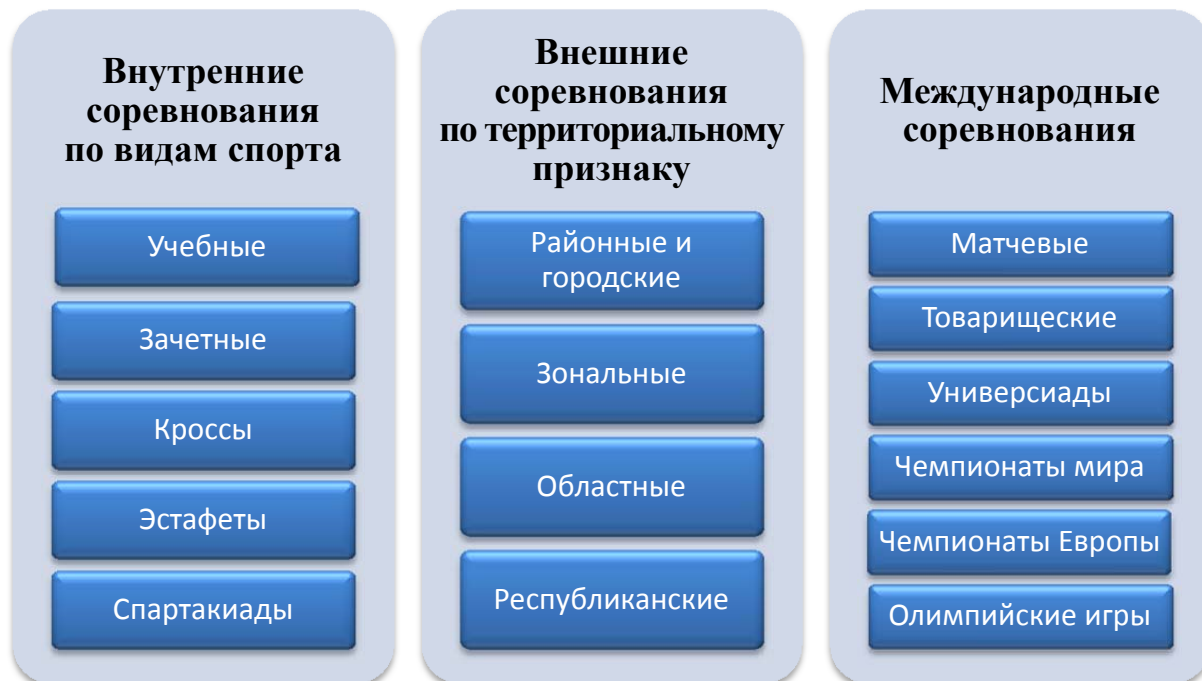 Внутренние
соревнования
по видам спорта
Учебные
Зачетные
Кроссы
Эстафеты
Спартакиады
Внешние
соревнования
по территориальному
признаку
Районные и
городские
Зональные
Областные
Республиканские
Международные
соревнования
Матчевые
Товарищеские
Универсиады
Чемпионаты мира
Чемпионаты Европы
Олимпийские игры